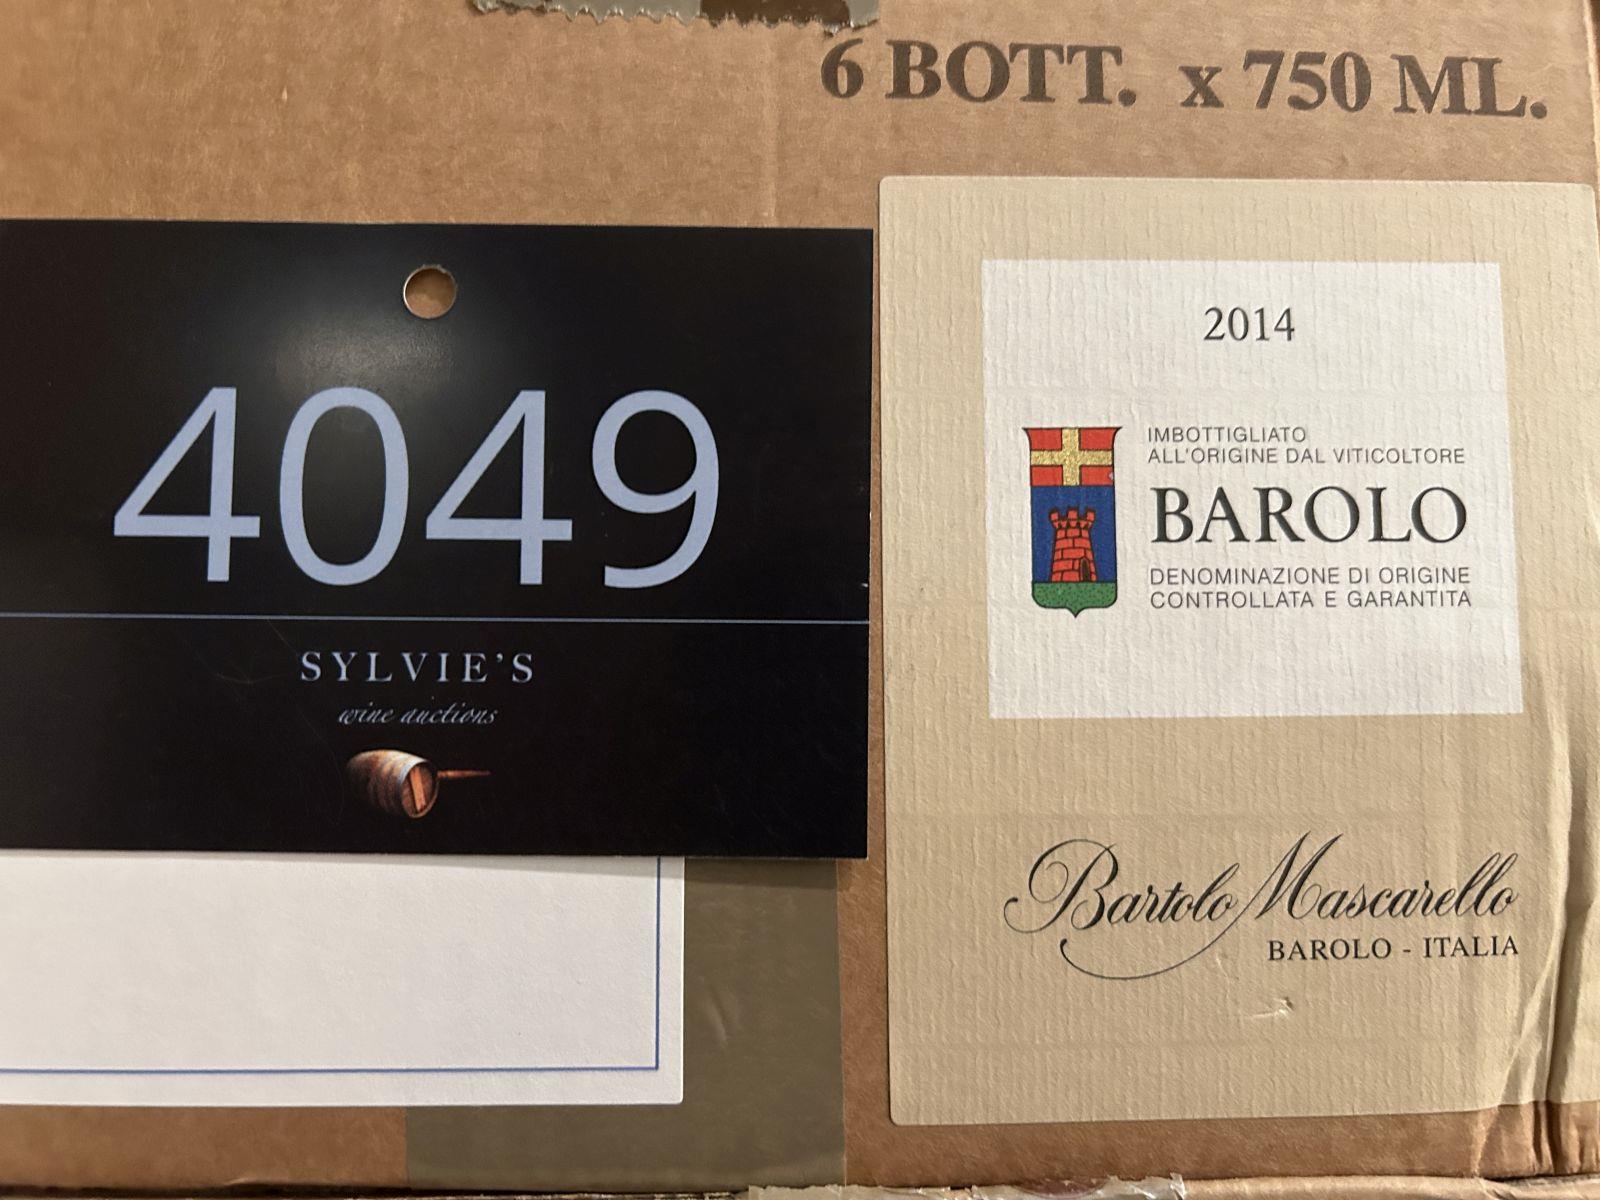 6 BOTT. x 750 ML.
4049
SYLVIE'S
wine auctions
2014
IMBOTTIGLIATO
ALL'ORIGINE DAL VITICOLTORE
BAROLO
DENOMINAZIONE DI ORIGINE
CONTROLLATA E GARANTITA
Bartolo Mascarello
BAROLO - ITALIA